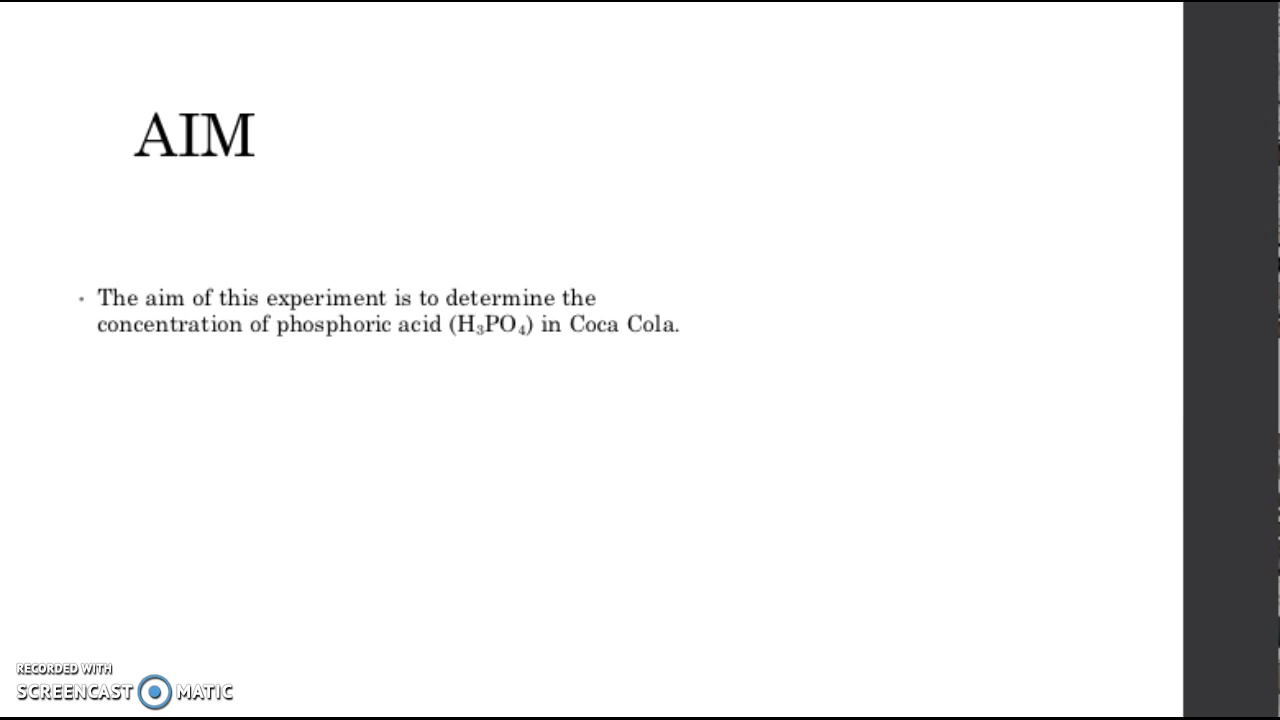 AIM
• The aim of this experiment is to determine the
concentration of phosphoric acid (H₃PO₄) in Coca Cola.
RECORDED WITH
SCREENCAST MATIC